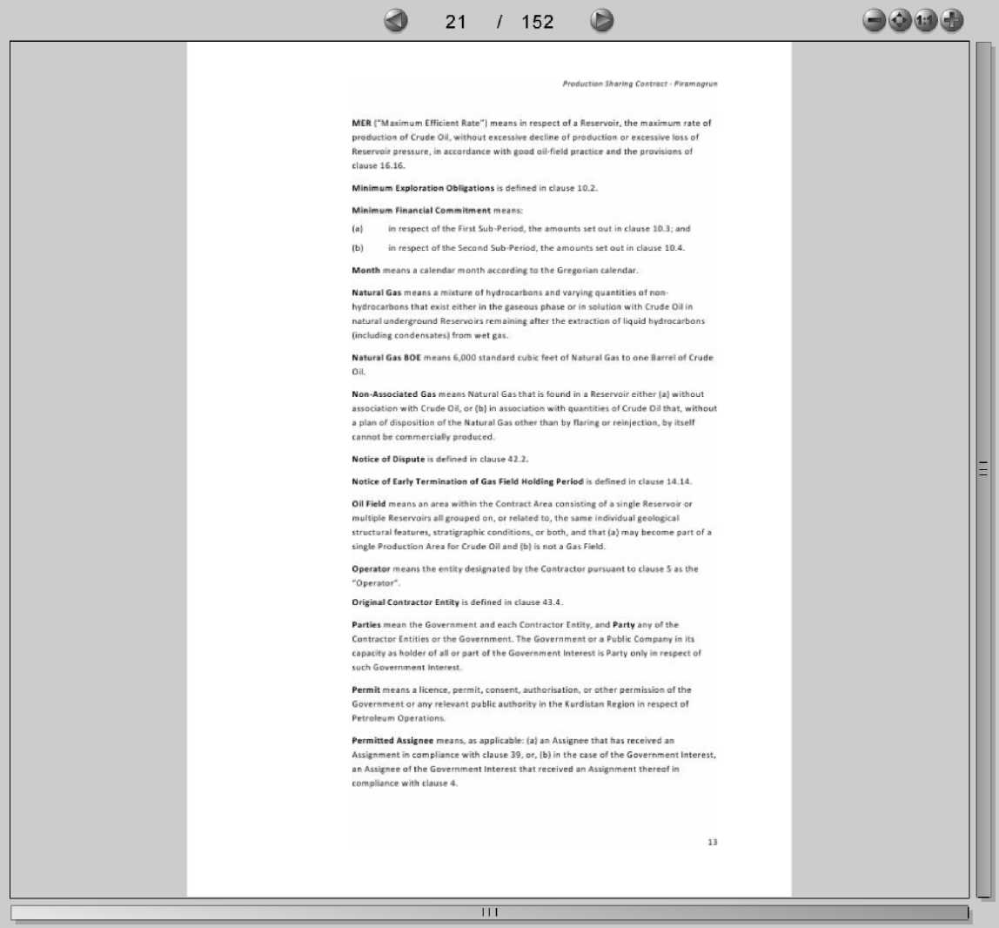 21 / 152
1:1
Production Sharing Contract - Piramagrun
MER ("Maximum Efficient Rate") means in respect of a Reservoir, the maximum rate of
production of Crude Oil, without excessive decline of production or excessive loss of
Reservoir pressure, in accordance with good oil-field practice and the provisions of
clause 16.16.
Minimum Exploration Obligations is defined in clause 10.2.
Minimum Financial Commitment means:
(a) in respect of the First Sub-Period, the amounts set out in clause 10.3; and
(b) in respect of the Second Sub-Period, the amounts set out in clause 10.4.
Month means a calendar month according to the Gregorian calendar.
Natural Gas means a mixture of hydrocarbons and varying quantities of non-
hydrocarbons that exist either in the gaseous phase or in solution with Crude Oil in
natural underground Reservoirs remaining after the extraction of liquid hydrocarbons
(including condensates) from wet gas.
Natural Gas BOE means 6,000 standard cubic feet of Natural Gas to one Barrel of Crude
Oil.
Non-Associated Gas means Natural Gas that is found in a Reservoir either (a) without
association with Crude Oil, or (b) in association with quantities of Crude Oil that, without
a plan of disposition of the Natural Gas other than by flaring or reinjection, by itself
cannot be commercially produced.
Notice of Dispute is defined in clause 42.2.
Notice of Early Termination of Gas Field Holding Period is defined in clause 14.14.
Oil Field means an area within the Contract Area consisting of a single Reservoir or
multiple Reservoirs all grouped on, or related to, the same individual geological
structural features, stratigraphic conditions, or both, and that (a) may become part of a
single Production Area for Crude Oil and (b) is not a Gas Field.
Operator means the entity designated by the Contractor pursuant to clause 5 as the
"Operator".
Original Contractor Entity is defined in clause 43.4.
Parties mean the Government and each Contractor Entity, and Party any of the
Contractor Entities or the Government. The Government or a Public Company in its
capacity as holder of all or part of the Government Interest is Party only in respect of
such Government Interest.
Permit means a licence, permit, consent, authorisation, or other permission of the
Government or any relevant public authority in the Kurdistan Region in respect of
Petroleum Operations.
Permitted Assignee means, as applicable: (a) an Assignee that has received an
Assignment in compliance with clause 39, or, (b) in the case of the Government Interest,
an Assignee of the Government Interest that received an Assignment thereof in
compliance with clause 4.
13